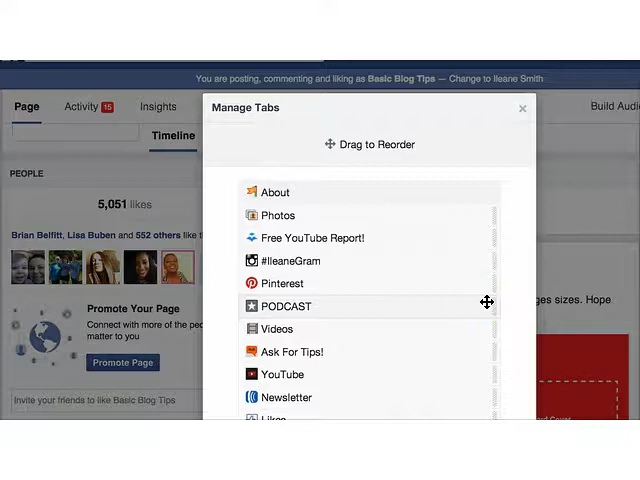 You are posting, commenting and liking as Basic Blog Tips — Change to Ileane Smith
Page
Activity 15
Insights
Build Audi
Manage Tabs
×
Timeline
Drag to Reorder
PEOPLE
5,051 likes
Brian Belfitt, Lisa Buben and 552 others like t
Promote Your Page
Connect with more of the peo
matter to you
Promote Page
Invite your friends to like Basic Blog Tips
About
Photos
Free YouTube Report!
#IleaneGram
Pinterest
PODCAST
Videos
Ask For Tips!
YouTube
Newsletter
Likes
ges sizes. Hope